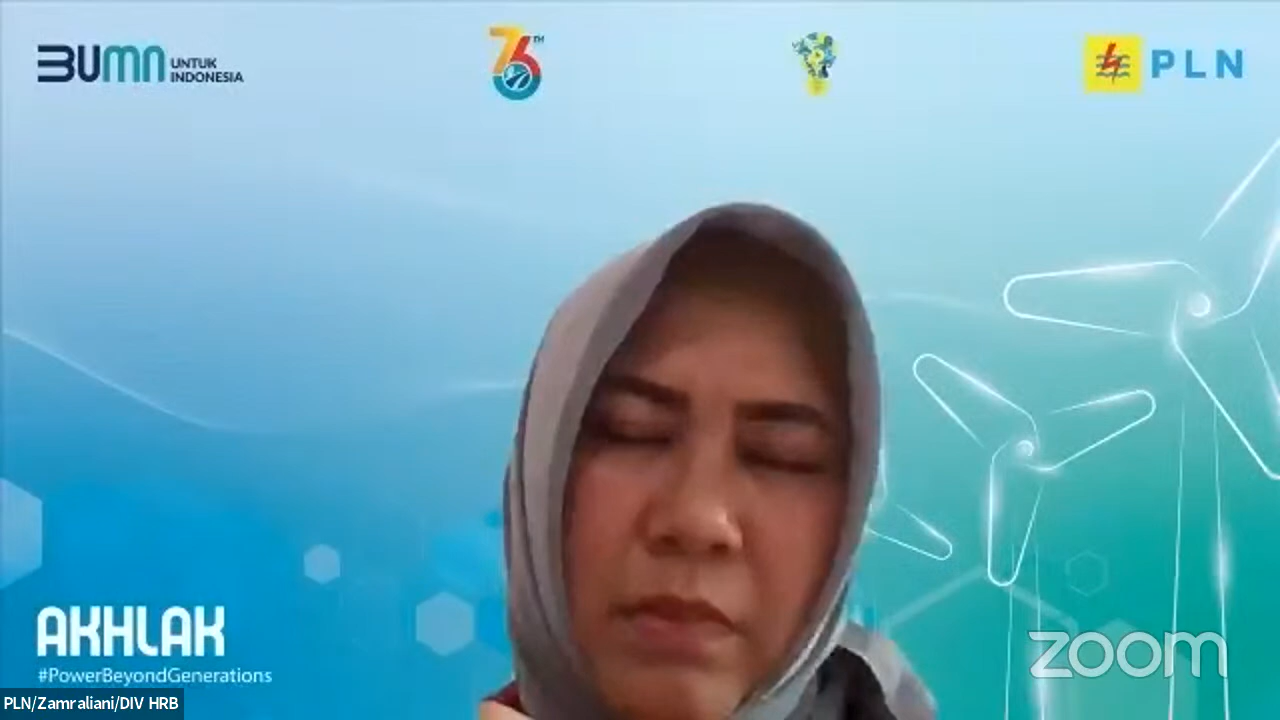 BUMN UNTUK
INDONESIA
76TH
PLN
AKHLAK
#PowerBeyondGenerations
PLN/Zamraliani/DIV HRB
zoom